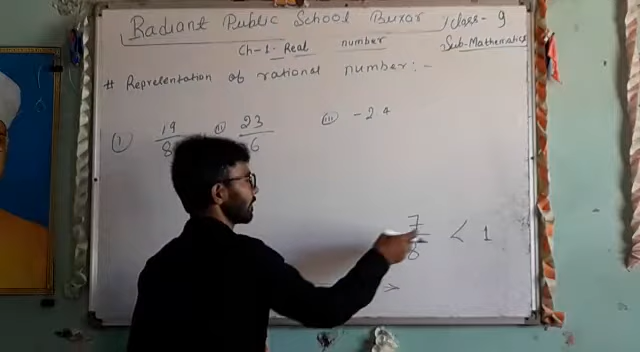 Radiant Public School Buxar / class - 9
Ch-1. Real number Sub-Mathematics
# Representation of rational number:-
(i) 19/8 (ii) 23/6 (iii) -2.4
7/8 < 1
>